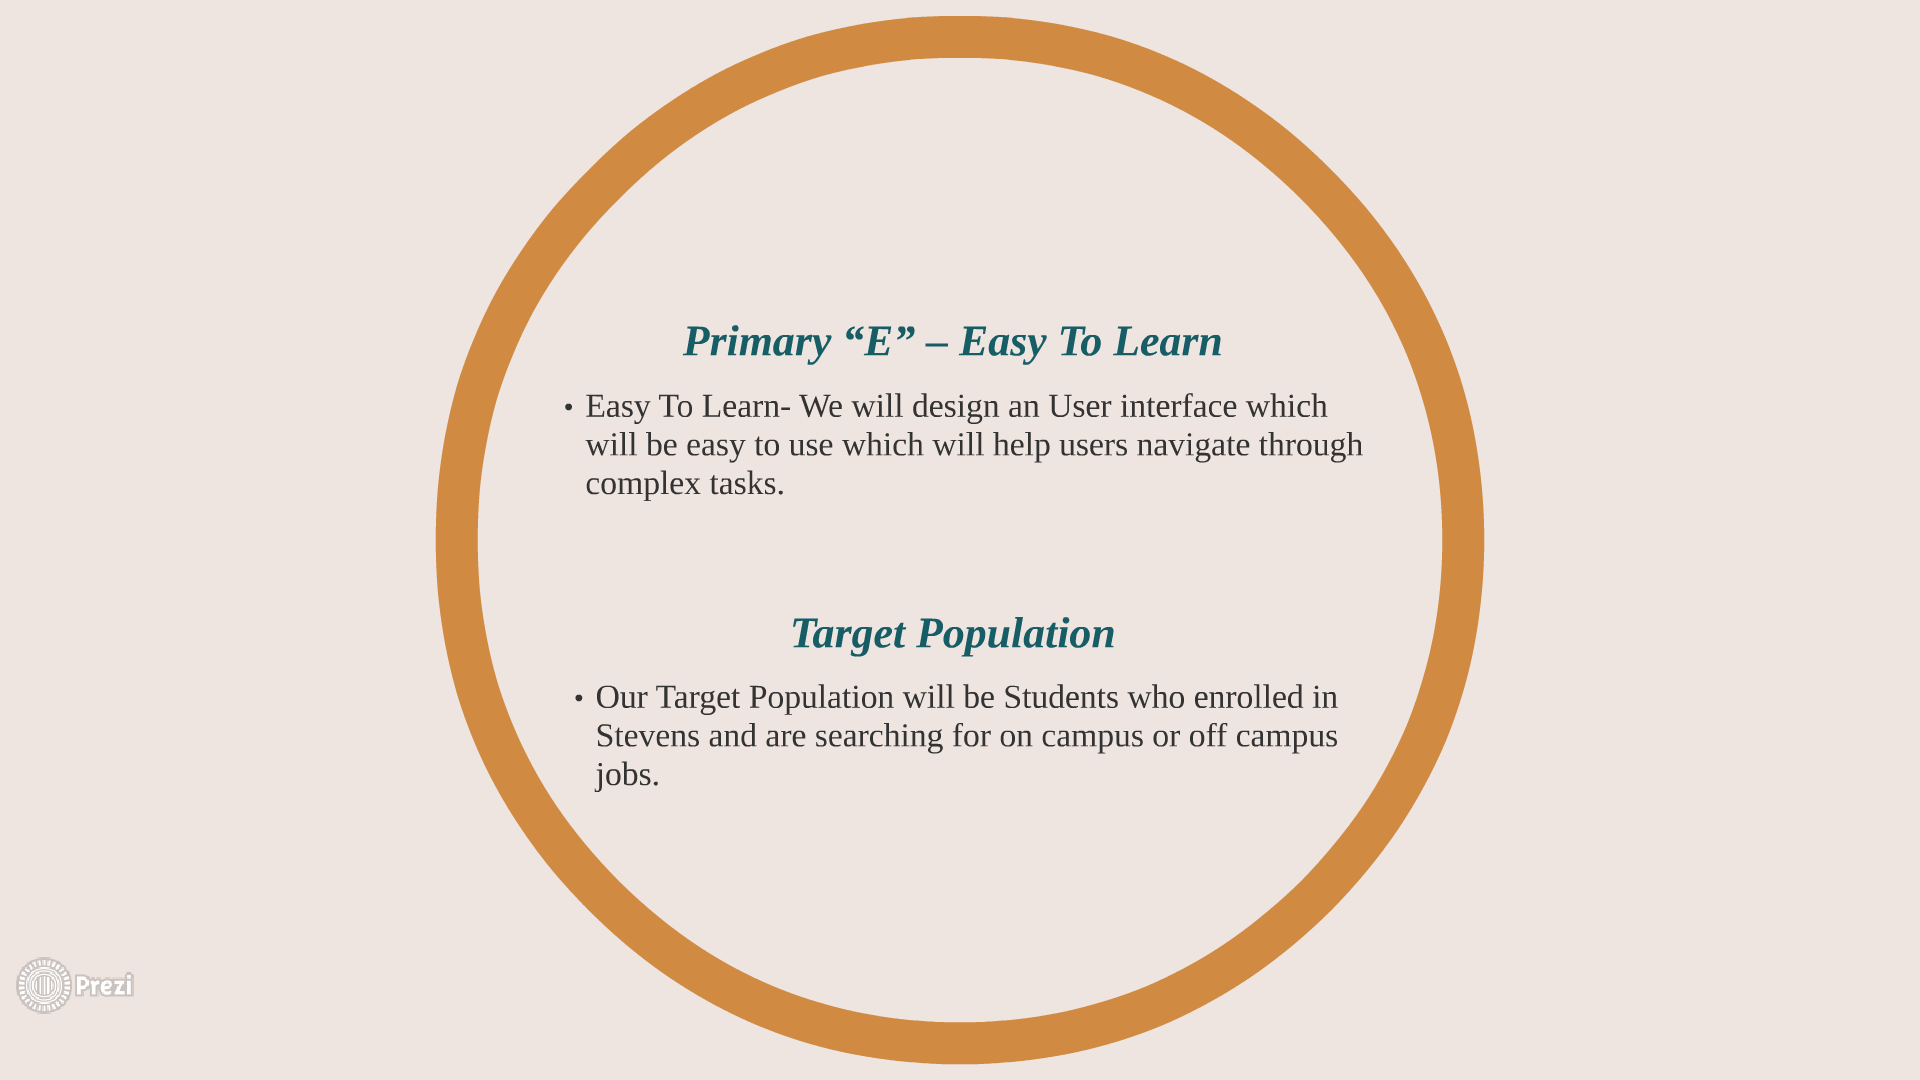 Primary “E” – Easy To Learn
• Easy To Learn- We will design an User interface which
will be easy to use which will help users navigate through
complex tasks.
Target Population
• Our Target Population will be Students who enrolled in
Stevens and are searching for on campus or off campus
jobs.
Prezi